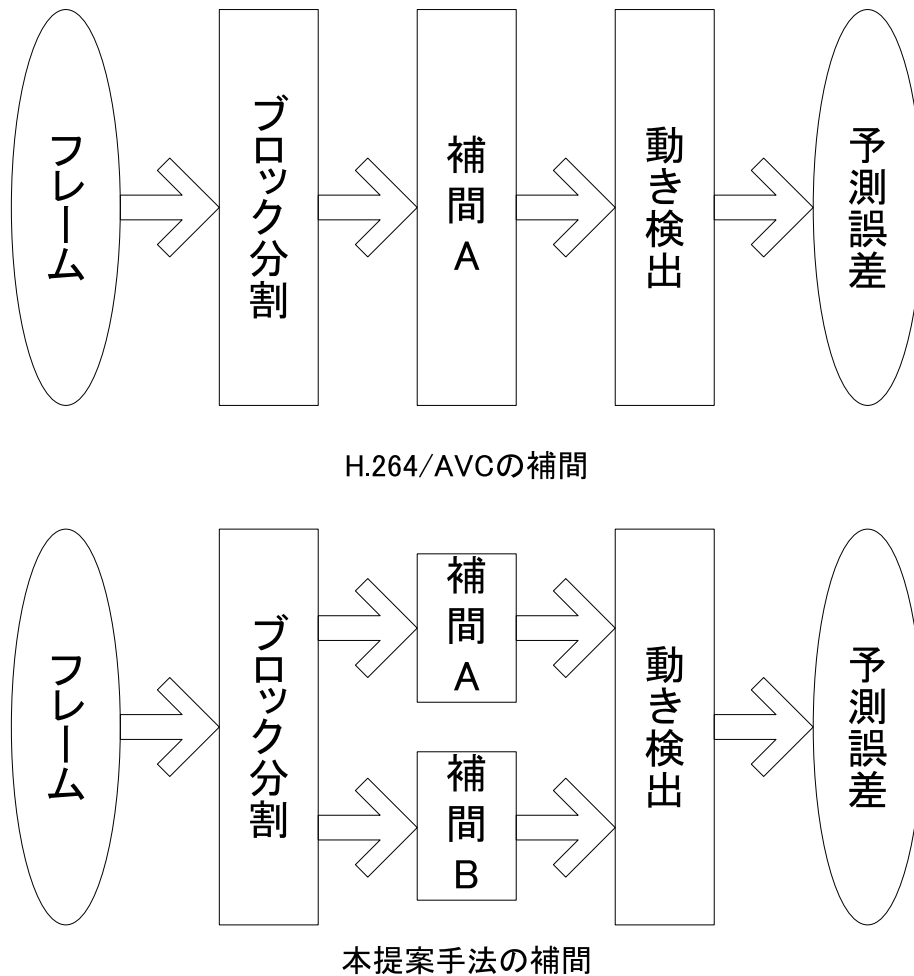 フレーム
ブロック分割
補間A
動き検出
予測誤差
H.264/AVCの補間
フレーム
ブロック分割
補間A
補間B
動き検出
予測誤差
本提案手法の補間